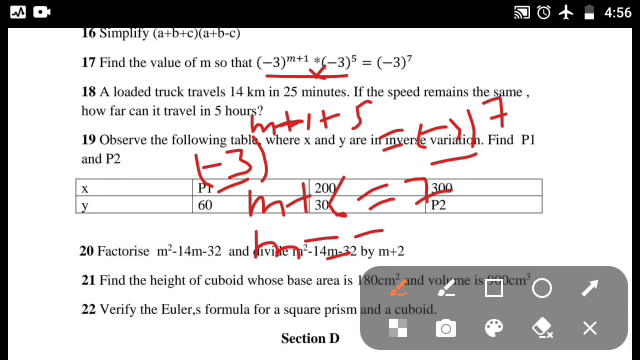 4:56
16 Simplify (a+b+c)(a+b-c)
17 Find the value of m so that (−3)^{m+1} *(−3)^5 = (−3)^7
18 A loaded truck travels 14 km in 25 minutes. If the speed remains the same ,
how far can it travel in 5 hours?
m+1+5
(-3) = (-3)^7
19 Observe the following table, where x and y are in inverse variation. Find P1
and P2
x P1 200 300
y 60 30 P2
m+6 = 7
m =
20 Factorise m²-14m-32 and divide m²-14m-32 by m+2
21 Find the height of cuboid whose base area is 180cm² and volume is 900cm³
22 Verify the Euler,s formula for a square prism and a cuboid.
Section D